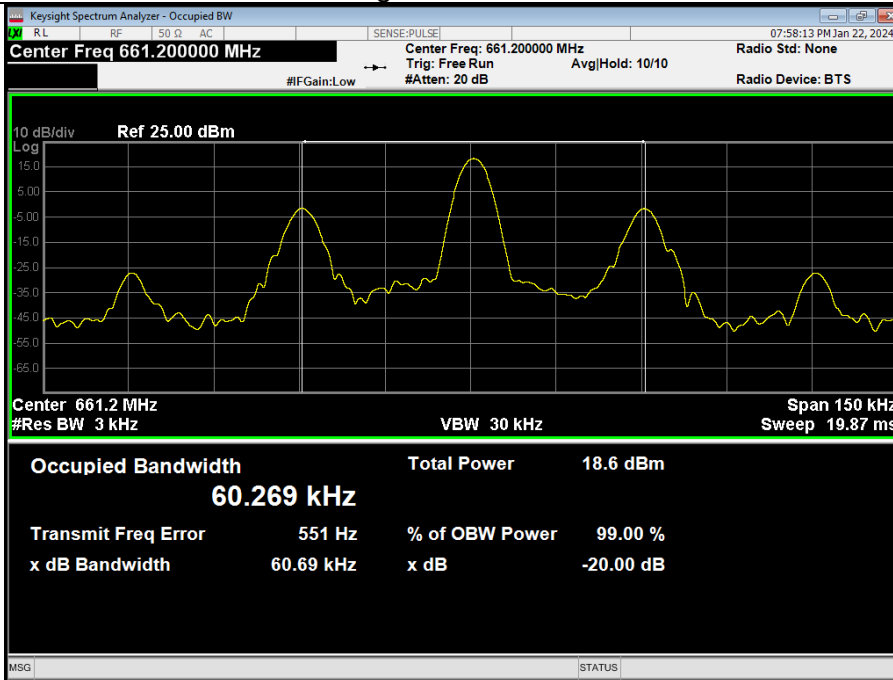 Keysight Spectrum Analyzer - Occupied BW
LXI RL RF 50 Ω AC SENSE:PULSE 07:58:13 PM Jan 22, 2024
Center Freq 661.200000 MHz Center Freq: 661.200000 MHz Radio Std: None
Trig: Free Run Avg|Hold: 10/10
#IFGain:Low #Atten: 20 dB Radio Device: BTS
10 dB/div Ref 25.00 dBm
Log
15.0
5.00
-5.00
-15.0
-25.0
-35.0
-45.0
-55.0
-65.0
Center 661.2 MHz Span 150 kHz
#Res BW 3 kHz VBW 30 kHz Sweep 19.87 ms
Occupied Bandwidth Total Power 18.6 dBm
60.269 kHz
Transmit Freq Error 551 Hz % of OBW Power 99.00 %
x dB Bandwidth 60.69 kHz x dB -20.00 dB
MSG STATUS